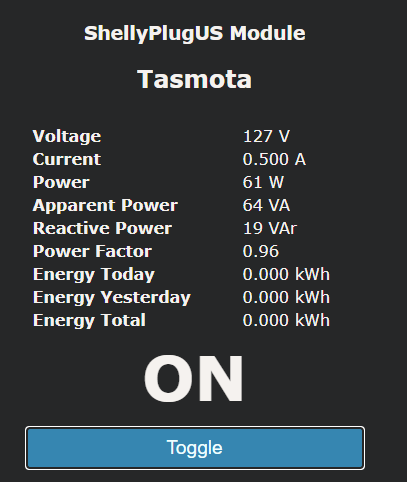 ShellyPlugUS Module
Tasmota
Voltage 127 V
Current 0.500 A
Power 61 W
Apparent Power 64 VA
Reactive Power 19 VAr
Power Factor 0.96
Energy Today 0.000 kWh
Energy Yesterday 0.000 kWh
Energy Total 0.000 kWh
ON
Toggle